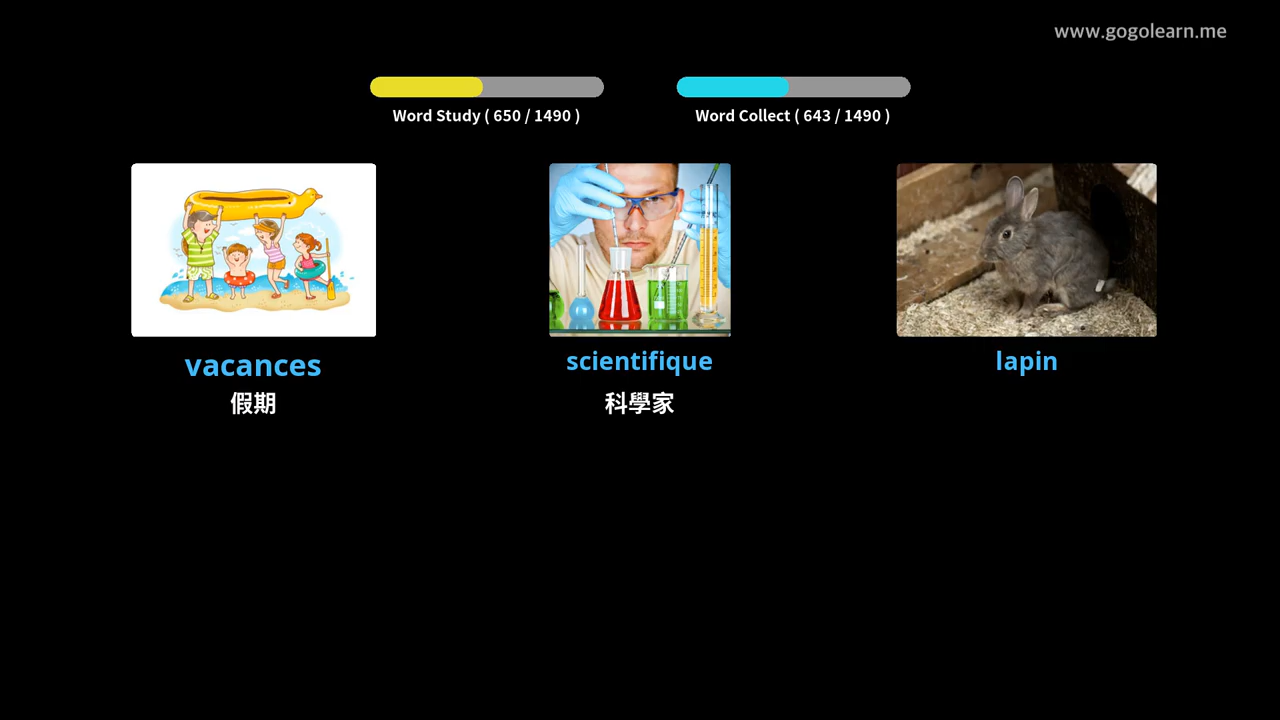 www.gogolearn.me
Word Study ( 650 / 1490 )
Word Collect ( 643 / 1490 )
vacances
假期
scientifique
科學家
lapin